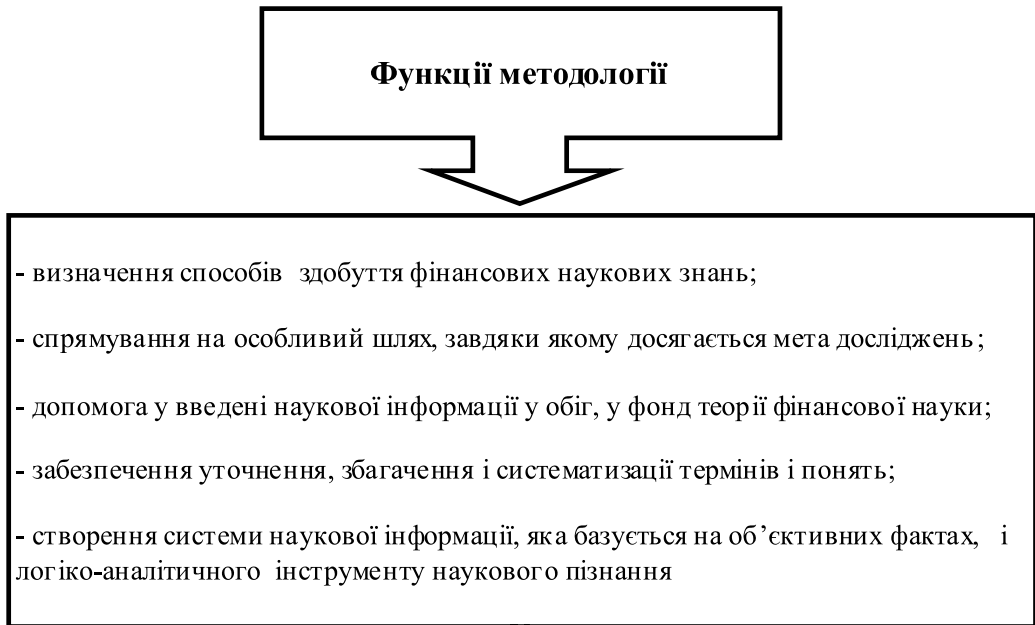 Функції методології
- визначення способів здобуття фінансових наукових знань;
- спрямування на особливий шлях, завдяки якому досягається мета досліджень;
- допомога у введені наукової інформації у обіг, у фонд теорії фінансової науки;
- забезпечення уточнення, збагачення і систематизації термінів і понять;
- створення системи наукової інформації, яка базується на об’єктивних фактах, і
логіко-аналітичного інструменту наукового пізнання